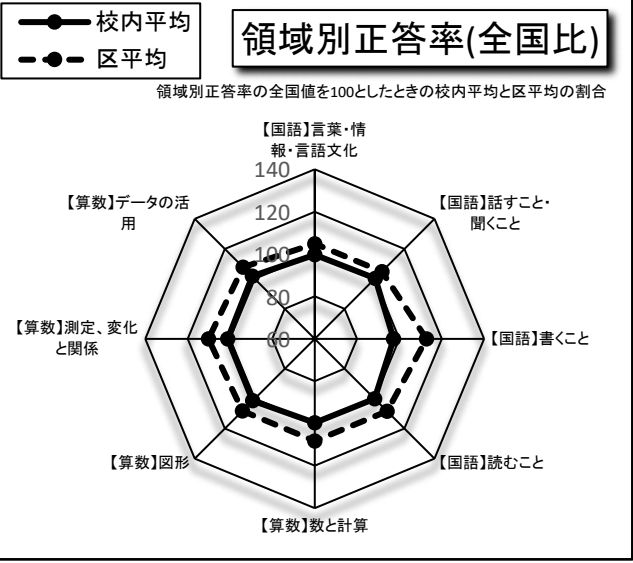 校内平均
区平均
領域別正答率(全国比)
領域別正答率の全国値を100としたときの校内平均と区平均の割合
【国語】言葉・情
報・言語文化
【国語】話すこと・
聞くこと
【国語】書くこと
【国語】読むこと
【算数】数と計算
【算数】図形
【算数】測定、変化
と関係
【算数】データの活
用
140
120
100
80
60